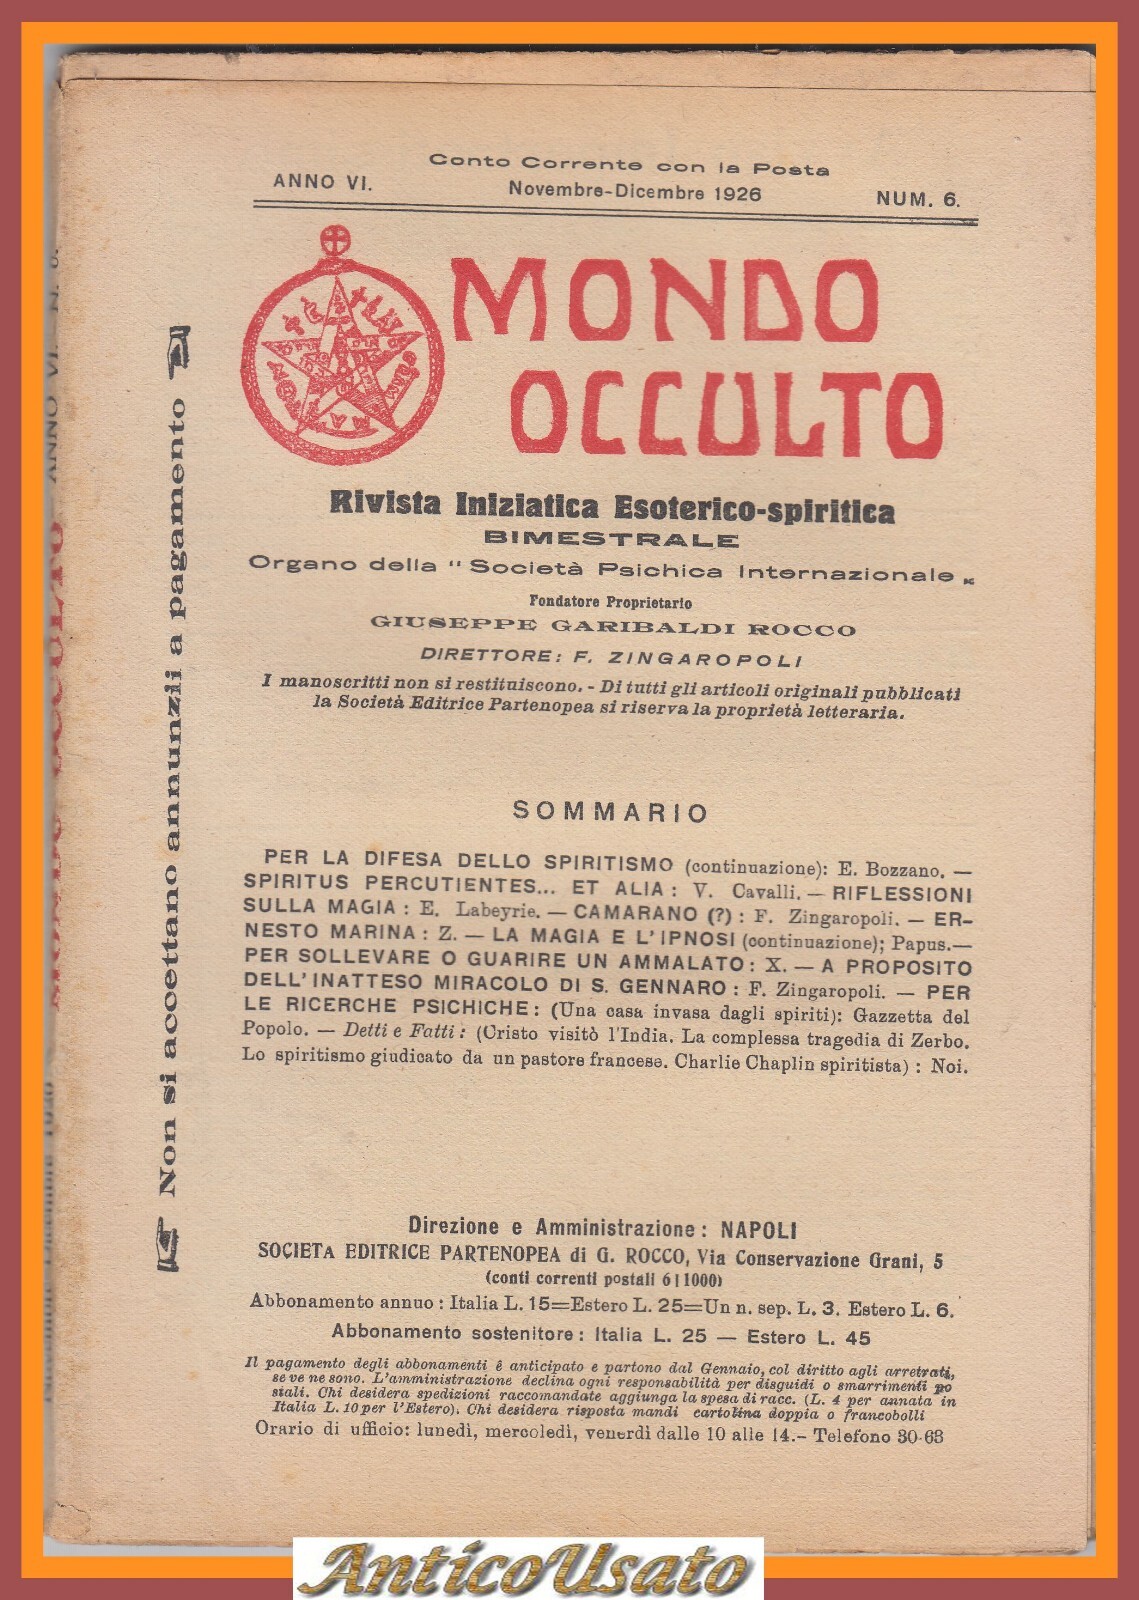 Conto Corrente con la Posta
ANNO VI.
Novembre-Dicembre 1926
NUM. 6.
MONDO
OCCULTO
Rivista Iniziatica Esoterico-spiritica
BIMESTRALE
Organo della "Società Psichica Internazionale„
Fondatore Proprietario
GIUSEPPE GARIBALDI ROCCO
DIRETTORE: F. ZINGAROPOLI
I manoscritti non si restituiscono. - Di tutti gli articoli originali pubblicati
la Società Editrice Partenopea si riserva la proprietà letteraria.
SOMMARIO
PER LA DIFESA DELLO SPIRITISMO (continuazione): E. Bozzano. —
SPIRITUS PERCUTIENTES... ET ALIA : V. Cavalli. — RIFLESSIONI
SULLA MAGIA : E. Labeyrie. — CAMARANO (?) : F. Zingaropoli. — ER-
NESTO MARINA : Z. — LA MAGIA E L'IPNOSI (continuazione); Papus.—
PER SOLLEVARE O GUARIRE UN AMMALATO : X. — A PROPOSITO
DELL'INATTESO MIRACOLO DI S. GENNARO : F. Zingaropoli. — PER
LE RICERCHE PSICHICHE : (Una casa invasa dagli spiriti): Gazzetta del
Popolo. — Detti e Fatti : (Cristo visitò l'India. La complessa tragedia di Zerbo.
Lo spiritismo giudicato da un pastore francese. Charlie Chaplin spiritista) : Noi.
Direzione e Amministrazione : NAPOLI
SOCIETA EDITRICE PARTENOPEA di G. ROCCO, Via Conservazione Grani, 5
(conti correnti postali 6|1000)
Abbonamento annuo : Italia L. 15=Estero L. 25=Un n. sep. L. 3. Estero L. 6.
Abbonamento sostenitore : Italia L. 25 — Estero L. 45
Il pagamento degli abbonamenti è anticipato e partono dal Gennaio, col diritto agli arretrati,
se ve ne sono. L'amministrazione declina ogni responsabilità per disguidi o smarrimenti po
stali. Chi desidera spedizioni raccomandate aggiunga la spesa di racc. (L. 4 per annata in
Italia L. 10 per l'Estero). Chi desidera risposta mandi cartolina doppia o francobolli
Orario di ufficio: lunedì, mercoledì, venerdì dalle 10 alle 14.– Telefono 30-63
Non si accettano annunzii a pagamento
AnticoUsato